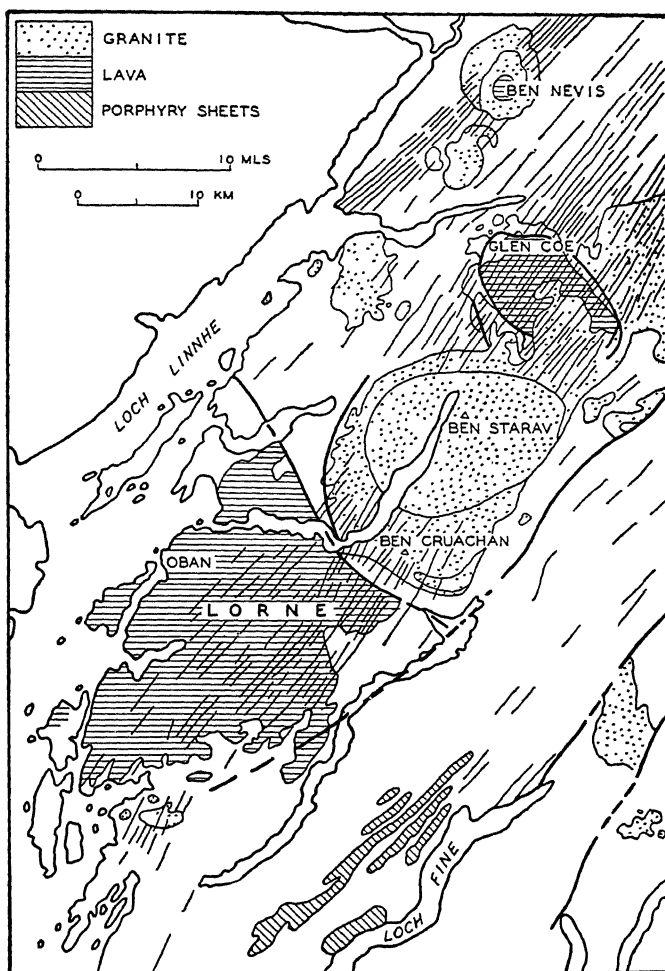 GRANITE
LAVA
PORPHYRY SHEETS
0 10 MLS
0 10 KM
BEN NEVIS
GLEN COE
LOCH LINNHE
BEN STARAV
BEN CRUACHAN
OBAN
LORNE
LOCH FINE